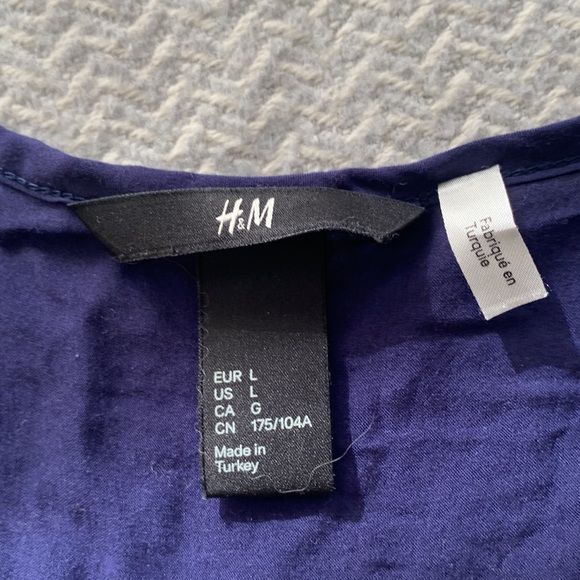 H&M
Fabriqué en
Turquie
EUR L
US L
CA G
CN 175/104A
Made in
Turkey